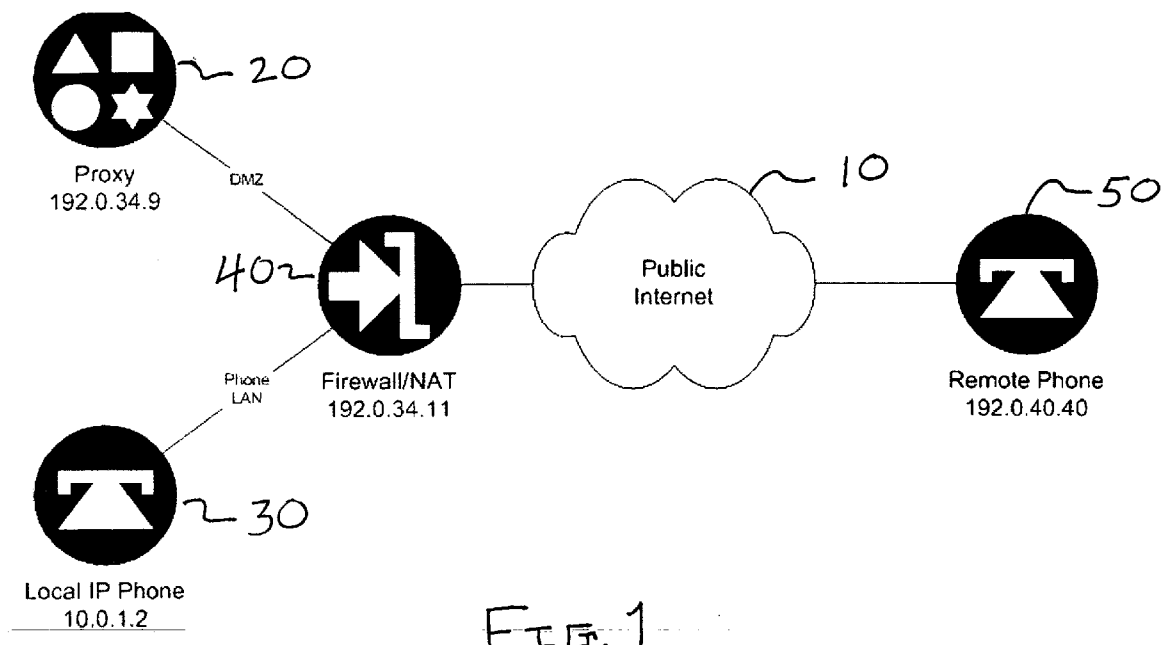 20
Proxy
192.0.34.9
DMZ
10
50
40
Public
Internet
Firewall/NAT
192.0.34.11
Remote Phone
192.0.40.40
Phone
LAN
30
Local IP Phone
10.0.1.2
FIG. 1